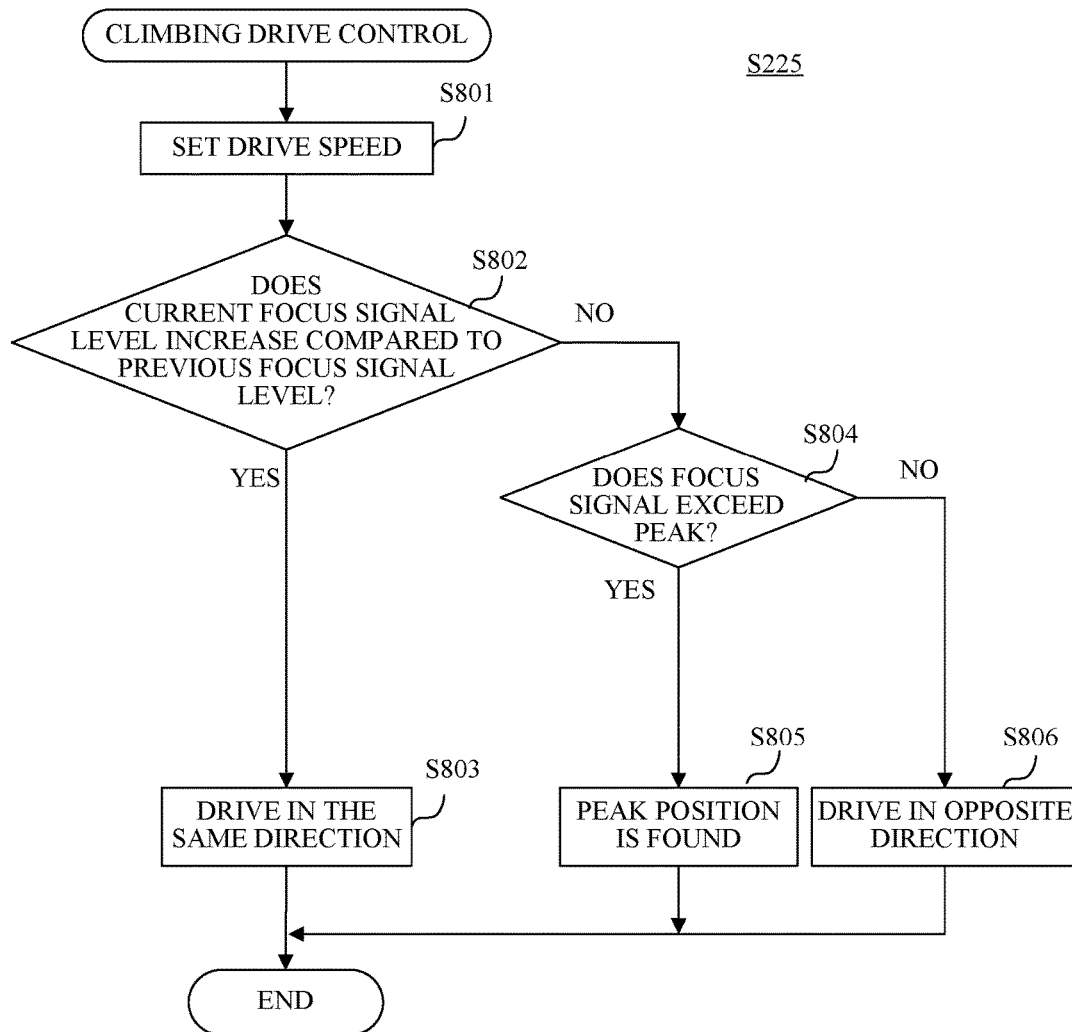 CLIMBING DRIVE CONTROL
S225
S801
SET DRIVE SPEED
S802
DOES
CURRENT FOCUS SIGNAL
LEVEL INCREASE COMPARED TO
PREVIOUS FOCUS SIGNAL
LEVEL?
NO
YES
S804
DOES FOCUS
SIGNAL EXCEED
PEAK?
NO
YES
S803
DRIVE IN THE
SAME DIRECTION
S805
PEAK POSITION
IS FOUND
S806
DRIVE IN OPPOSITE
DIRECTION
END